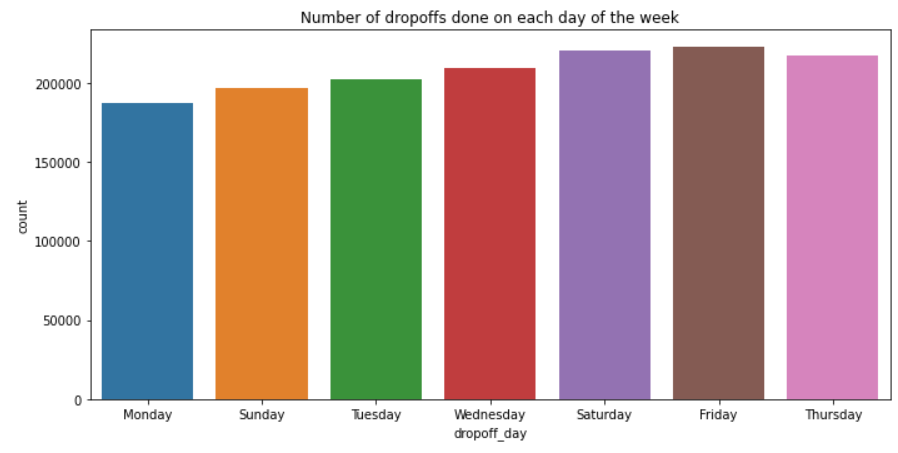 Number of dropoffs done on each day of the week
count
200000
150000
100000
50000
0
Monday Sunday Tuesday Wednesday Saturday Friday Thursday
dropoff_day